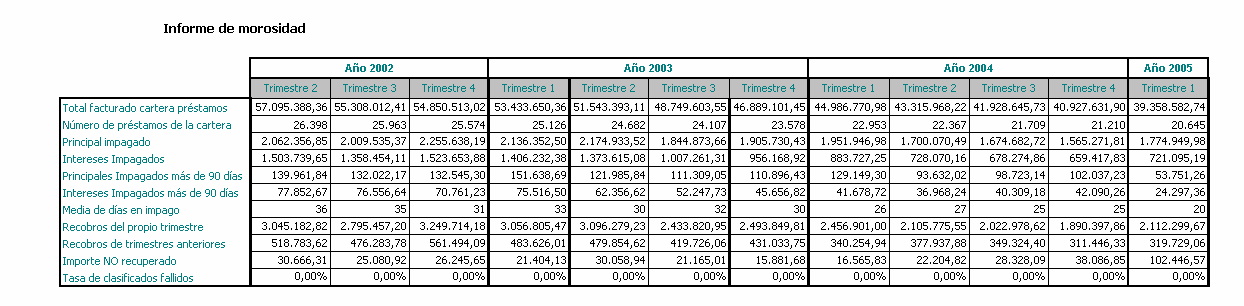 Informe de morosidad
Año 2002 Año 2003 Año 2004 Año 2005
Trimestre 2 Trimestre 3 Trimestre 4 Trimestre 1 Trimestre 2 Trimestre 3 Trimestre 4 Trimestre 1 Trimestre 2 Trimestre 3 Trimestre 4 Trimestre 1
Total facturado cartera préstamos 57.095.388,36 55.308.012,41 54.850.513,02 53.433.650,36 51.543.393,11 48.749.603,55 46.889.101,45 44.986.770,98 43.315.968,22 41.928.645,73 40.927.631,90 39.358.582,74
Número de préstamos de la cartera 26.398 25.963 25.574 25.126 24.682 24.107 23.578 22.953 22.367 21.709 21.210 20.645
Principal impagado 2.062.356,85 2.009.535,37 2.255.638,19 2.136.352,50 2.174.933,52 1.844.873,66 1.905.730,43 1.951.946,98 1.700.070,49 1.674.682,72 1.565.271,81 1.774.949,98
Intereses Impagados 1.503.739,65 1.358.454,11 1.523.653,88 1.406.232,38 1.373.615,08 1.007.261,31 956.168,92 883.727,25 728.070,16 678.274,86 659.417,83 721.095,19
Principales Impagados más de 90 días 139.961,84 132.022,17 132.545,30 151.638,69 121.985,84 111.309,05 110.896,43 129.149,30 93.632,02 98.723,14 102.037,23 53.751,26
Intereses Impagados más de 90 días 77.852,67 76.556,64 70.761,23 75.516,50 62.356,62 52.247,73 45.656,82 41.678,72 36.968,24 40.309,18 42.090,26 24.297,36
Media de días en impago 36 35 31 33 30 32 30 26 27 25 25 20
Recobros del propio trimestre 3.045.182,82 2.795.457,20 3.249.714,18 3.056.805,47 3.096.279,23 2.433.820,95 2.493.849,81 2.456.901,00 2.105.775,55 2.022.978,62 1.890.397,86 2.112.299,67
Recobros de trimestres anteriores 518.783,62 476.283,78 561.494,09 483.626,01 479.854,62 419.726,06 431.033,75 340.254,94 377.937,88 349.324,40 311.446,33 319.729,06
Importe NO recuperado 30.666,31 25.080,92 26.245,65 21.404,13 30.058,94 21.165,01 15.881,68 16.565,83 22.204,82 28.328,09 38.086,85 102.446,57
Tasa de clasificados fallidos 0,00% 0,00% 0,00% 0,00% 0,00% 0,00% 0,00% 0,00% 0,00% 0,00% 0,00% 0,00%